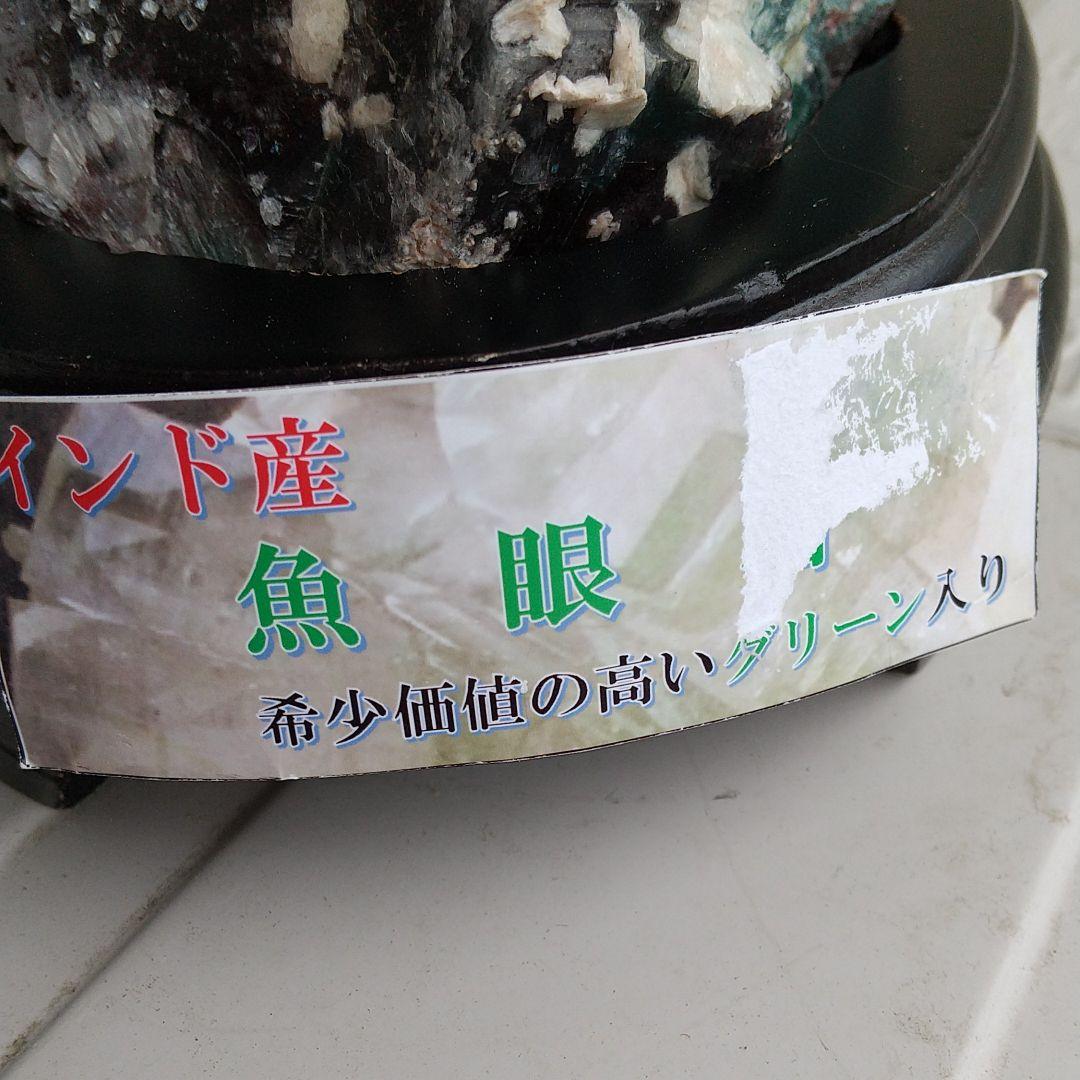 インド産
魚 眼
希少価値の高いグリーン入り